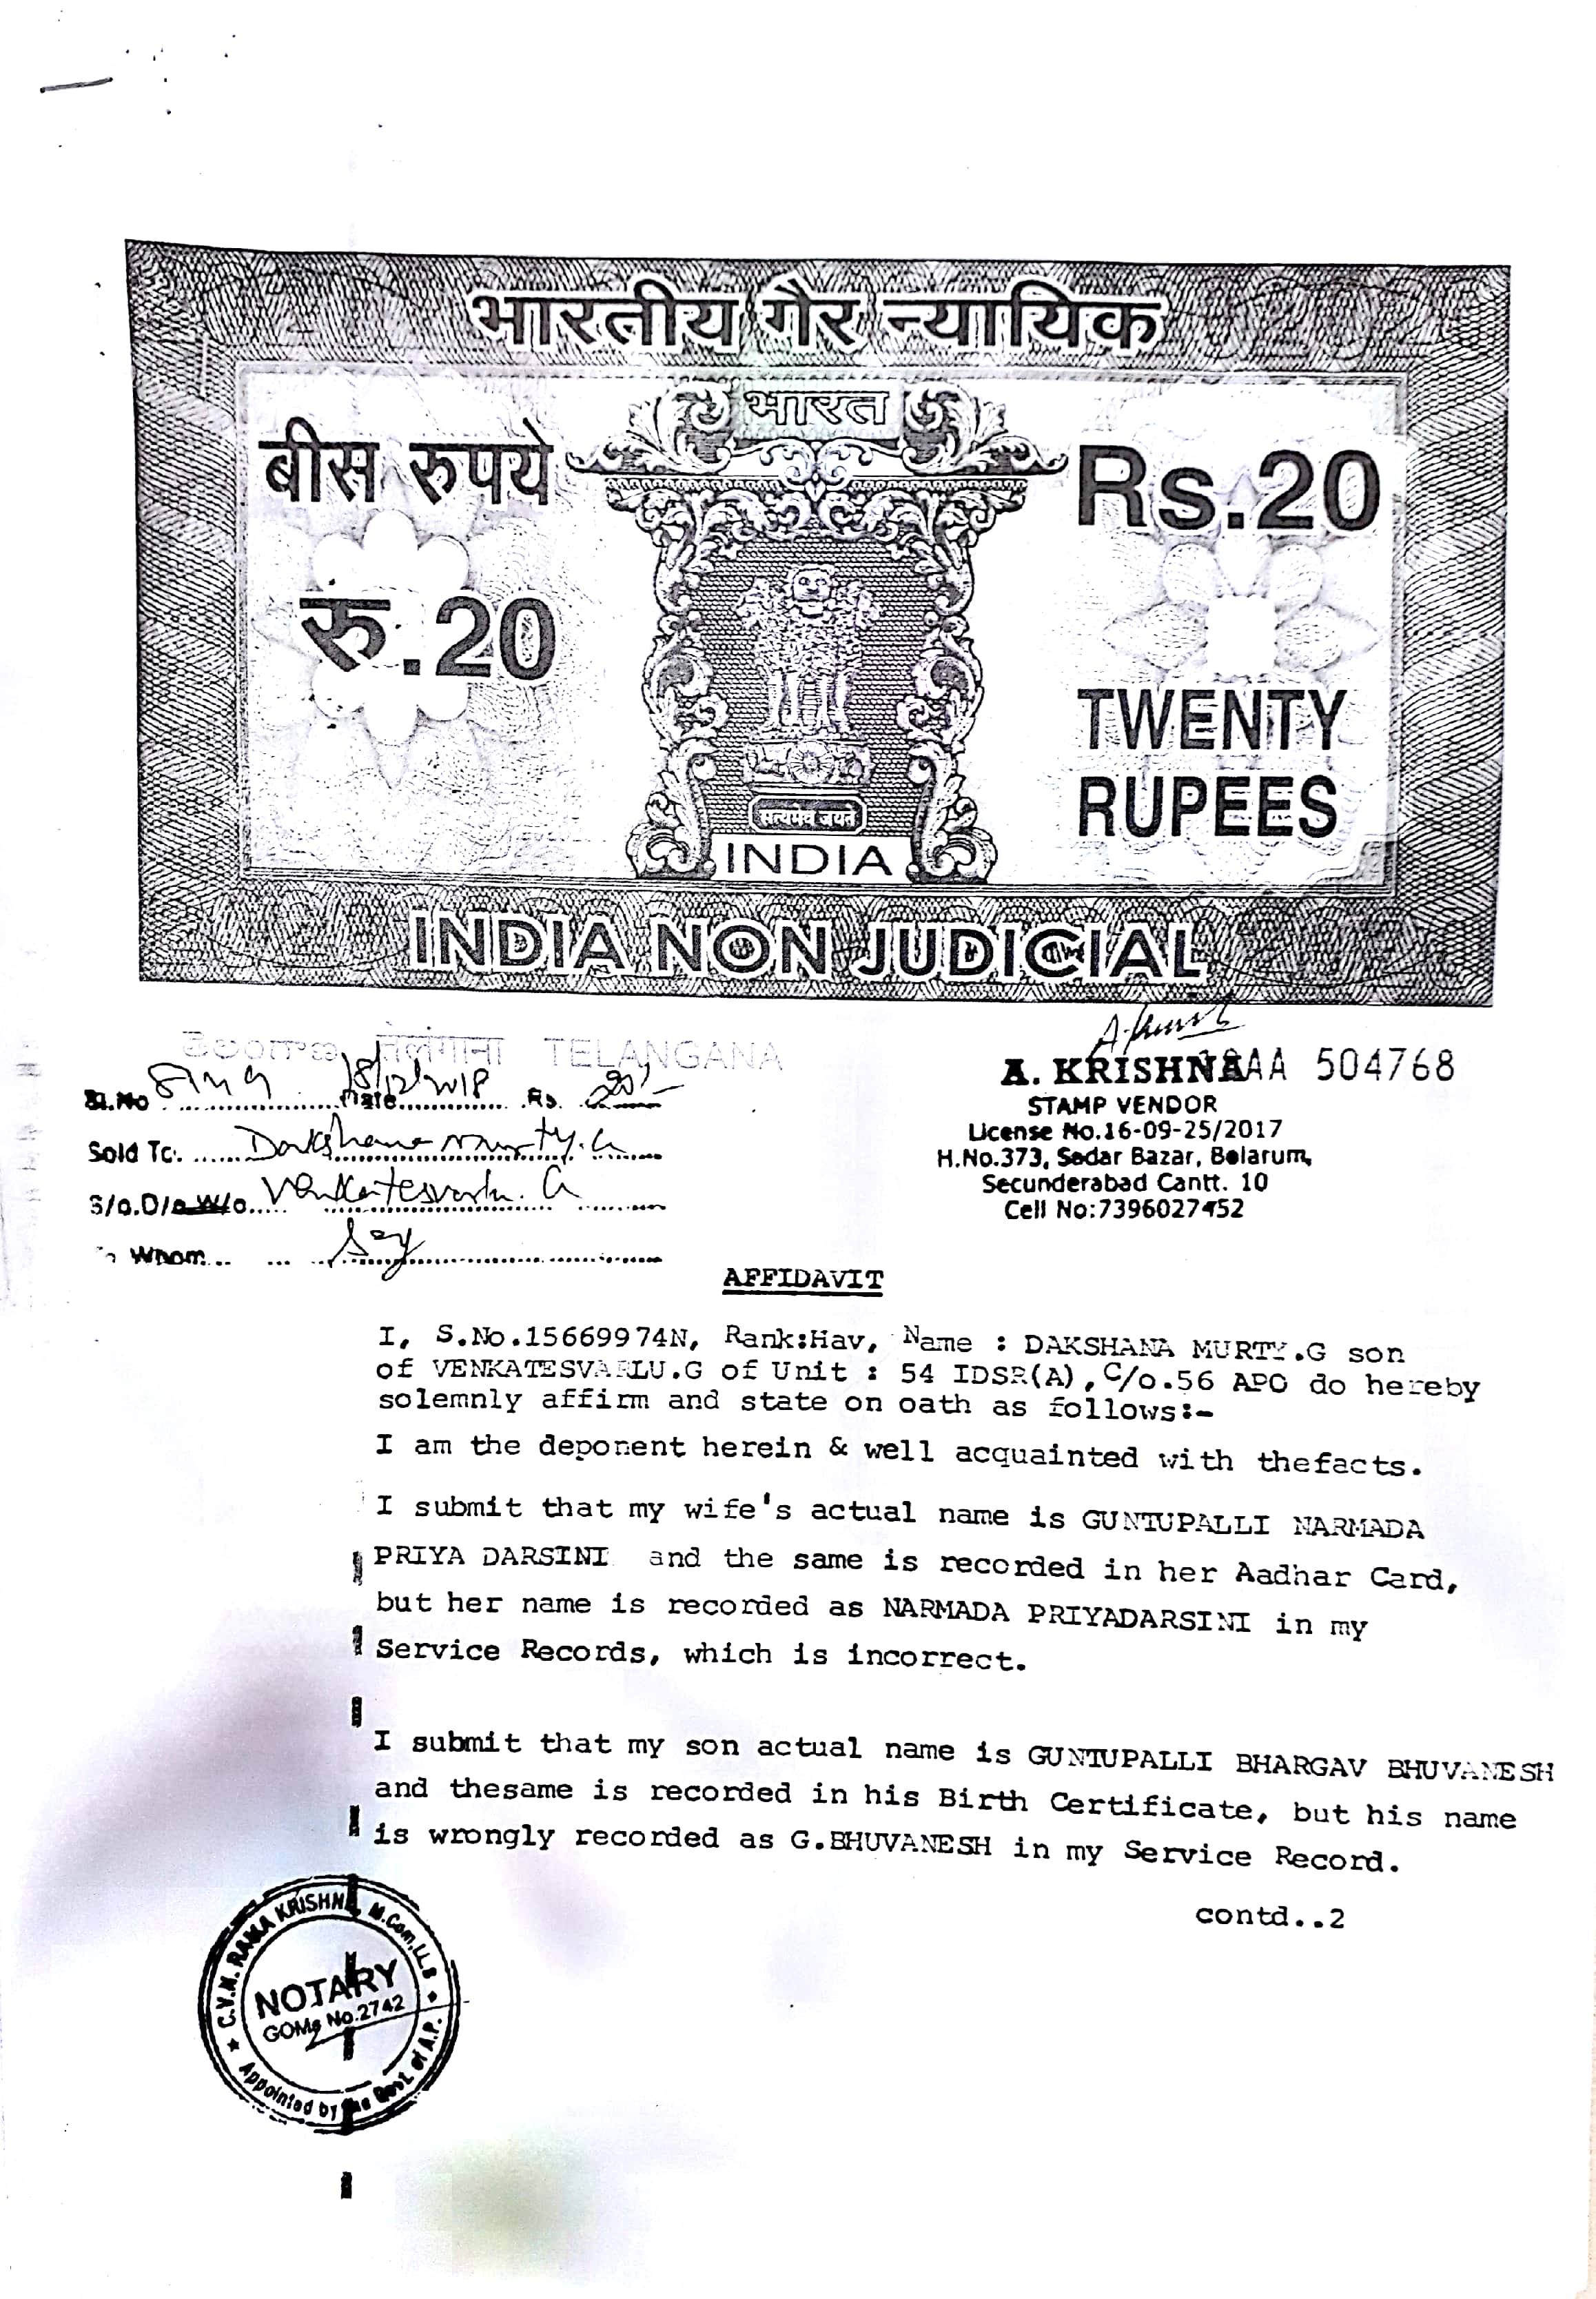 भारतीय गैर न्यायिक
भारत
बीस रुपये
Rs.20
रु.20
TWENTY
RUPEES
सत्यमेव जयते
INDIA
INDIA NON JUDICIAL
తెలంగాణ तेलंगाना TELANGANA
A. KRISHNA AA 504768
STAMP VENDOR
License No.16-09-25/2017
H.No.373, Sadar Bazar, Bolarum,
Secunderabad Cantt. 10
Cell No:7396027452
Sl.No Date 18/12/2018 Rs. 20/-
Sold To: Dakshana murty.G
S/o.D/o.W/o Venkatesvarlu. G
Whom
AFFIDAVIT
I, S.No.15669974N, Rank:Hav, Name : DAKSHANA MURTY.G son
of VENKATESVARLU.G of Unit : 54 IDSR(A), C/o.56 APO do hereby
solemnly affirm and state on oath as follows:-
I am the deponent herein & well acquainted with thefacts.
I submit that my wife's actual name is GUNTUPALLI NARMADA
PRIYA DARSINI and the same is recorded in her Aadhar Card,
but her name is recorded as NARMADA PRIYADARSINI in my
Service Records, which is incorrect.
I submit that my son actual name is GUNTUPALLI BHARGAV BHUVANESH
and thesame is recorded in his Birth Certificate, but his name
is wrongly recorded as G.BHUVANESH in my Service Record.
contd..2
C.V.N. RAMA KRISHNA, M.Com, LL.B
NOTARY
GOMs No.2742
Appointed by the Govt. of A.P.